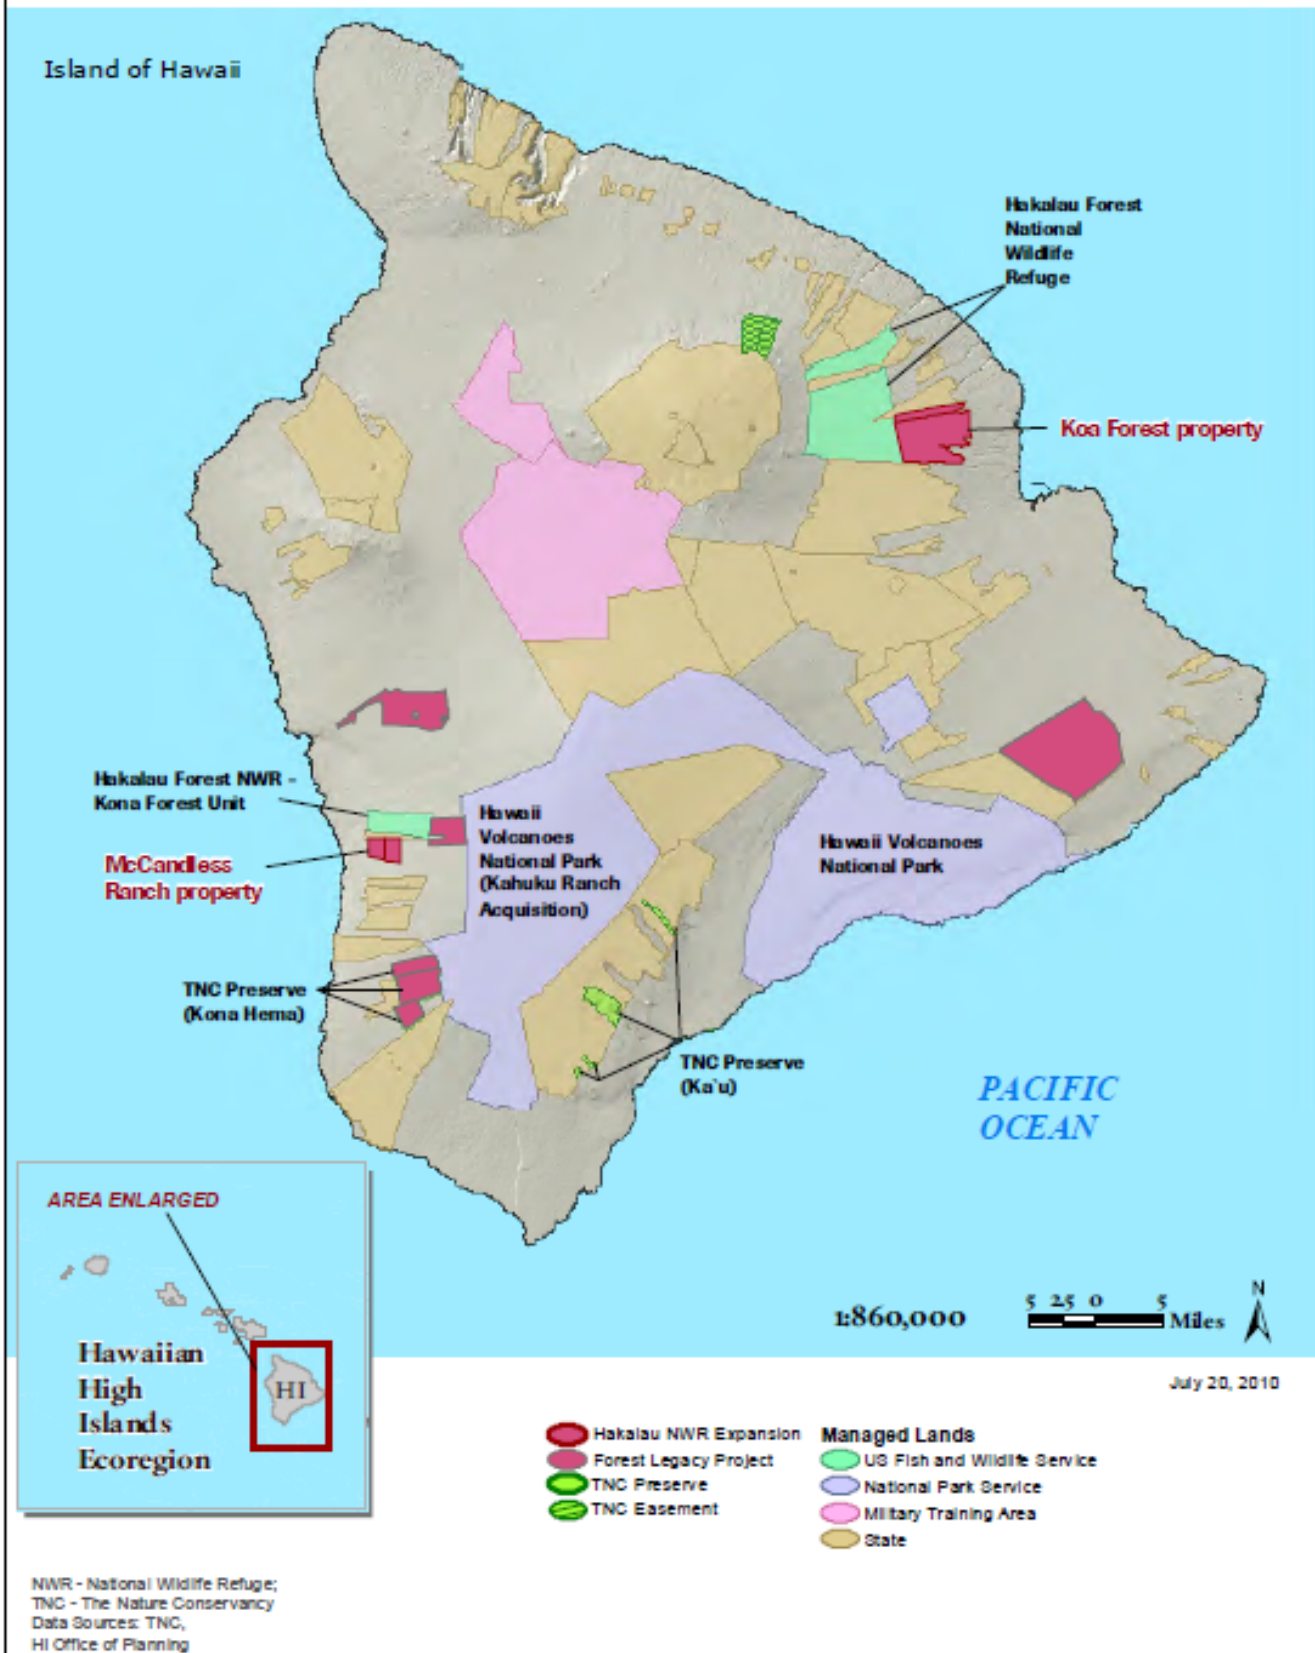 Island of Hawaii
Hakalau Forest
National
Wildlife
Refuge
Koa Forest property
Hakalau Forest NWR -
Kona Forest Unit
McCandless
Ranch property
Hawaii
Volcanoes
National Park
(Kahuku Ranch
Acquisition)
Hawaii Volcanoes
National Park
TNC Preserve
(Kona Hema)
TNC Preserve
(Ka`u)
PACIFIC
OCEAN
AREA ENLARGED
HI
Hawaiian
High
Islands
Ecoregion
1:860,000
5 2.5 0 5
Miles
N
July 20, 2010
Hakalau NWR Expansion
Forest Legacy Project
TNC Preserve
TNC Easement
Managed Lands
US Fish and Wildlife Service
National Park Service
Military Training Area
State
NWR - National Wildlife Refuge;
TNC - The Nature Conservancy
Data Sources: TNC,
HI Office of Planning